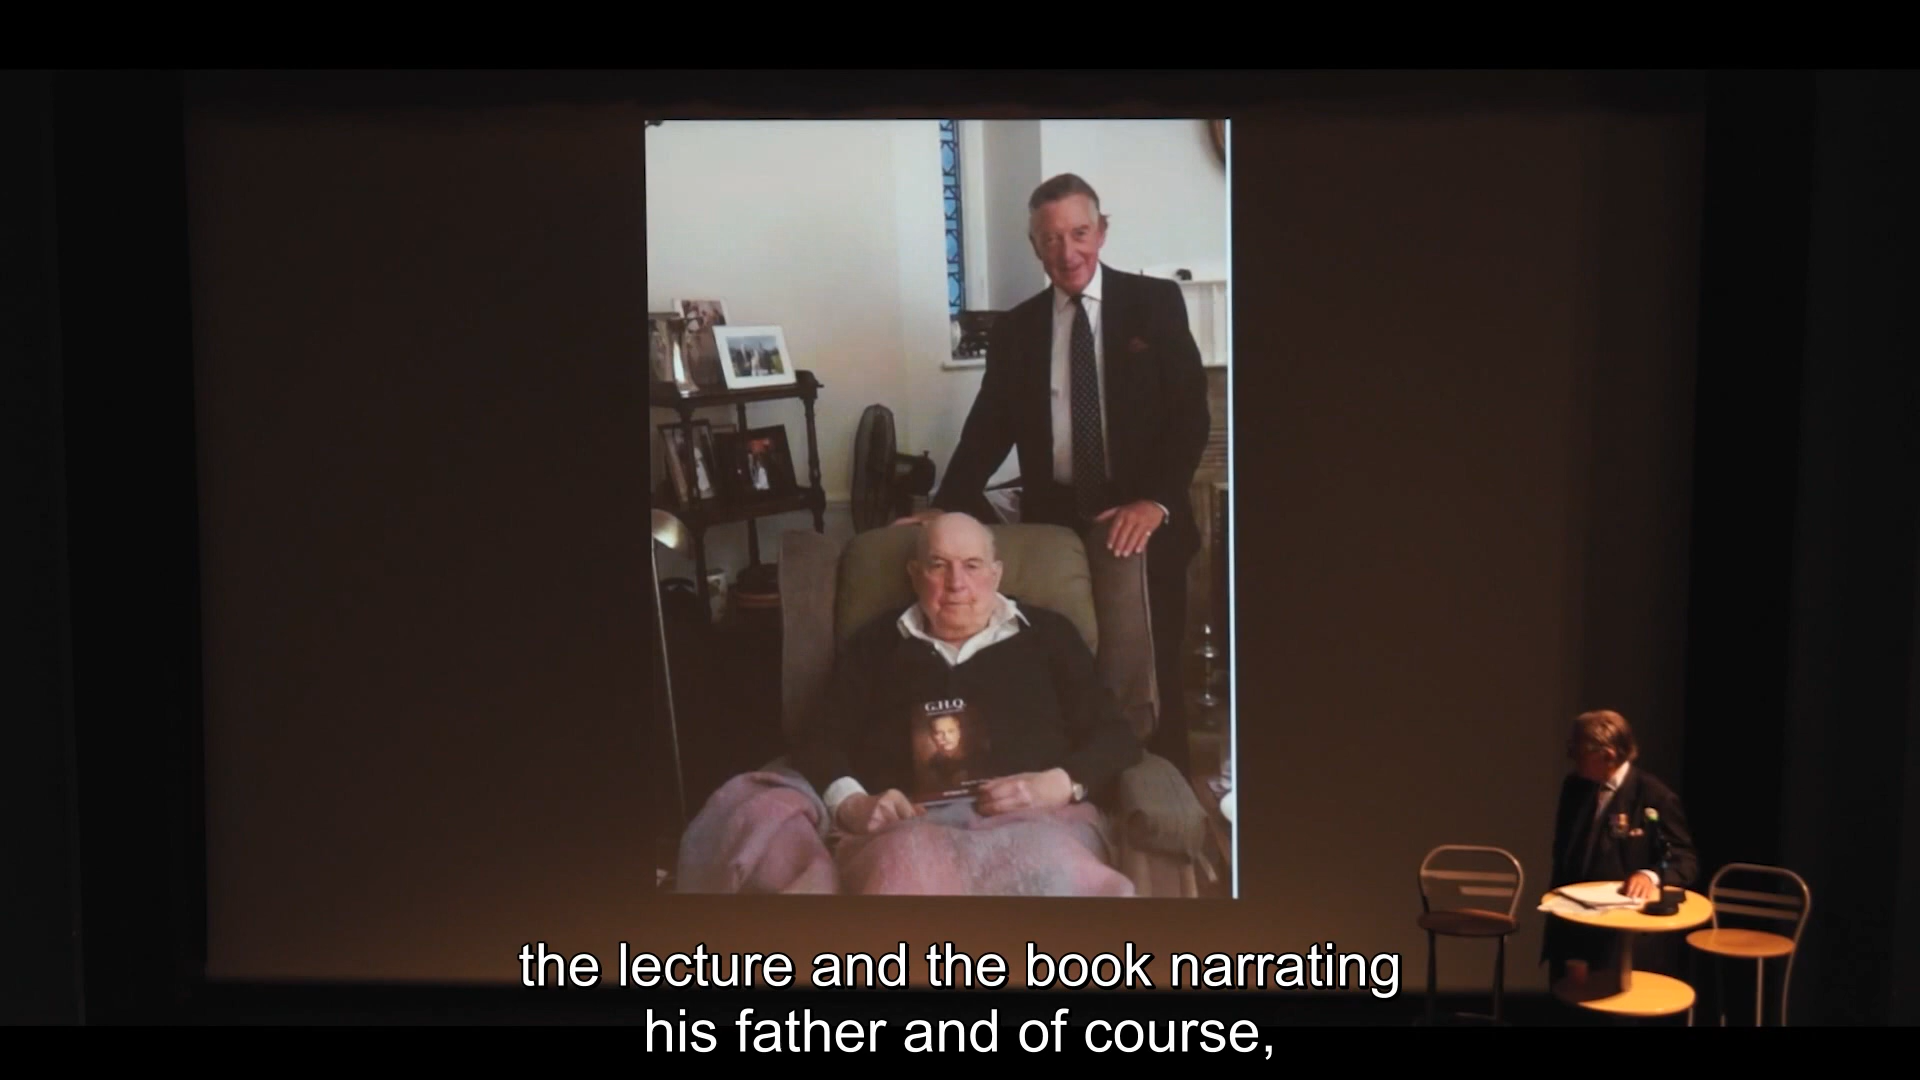 G.H.Q.
the lecture and the book narrating
his father and of course,